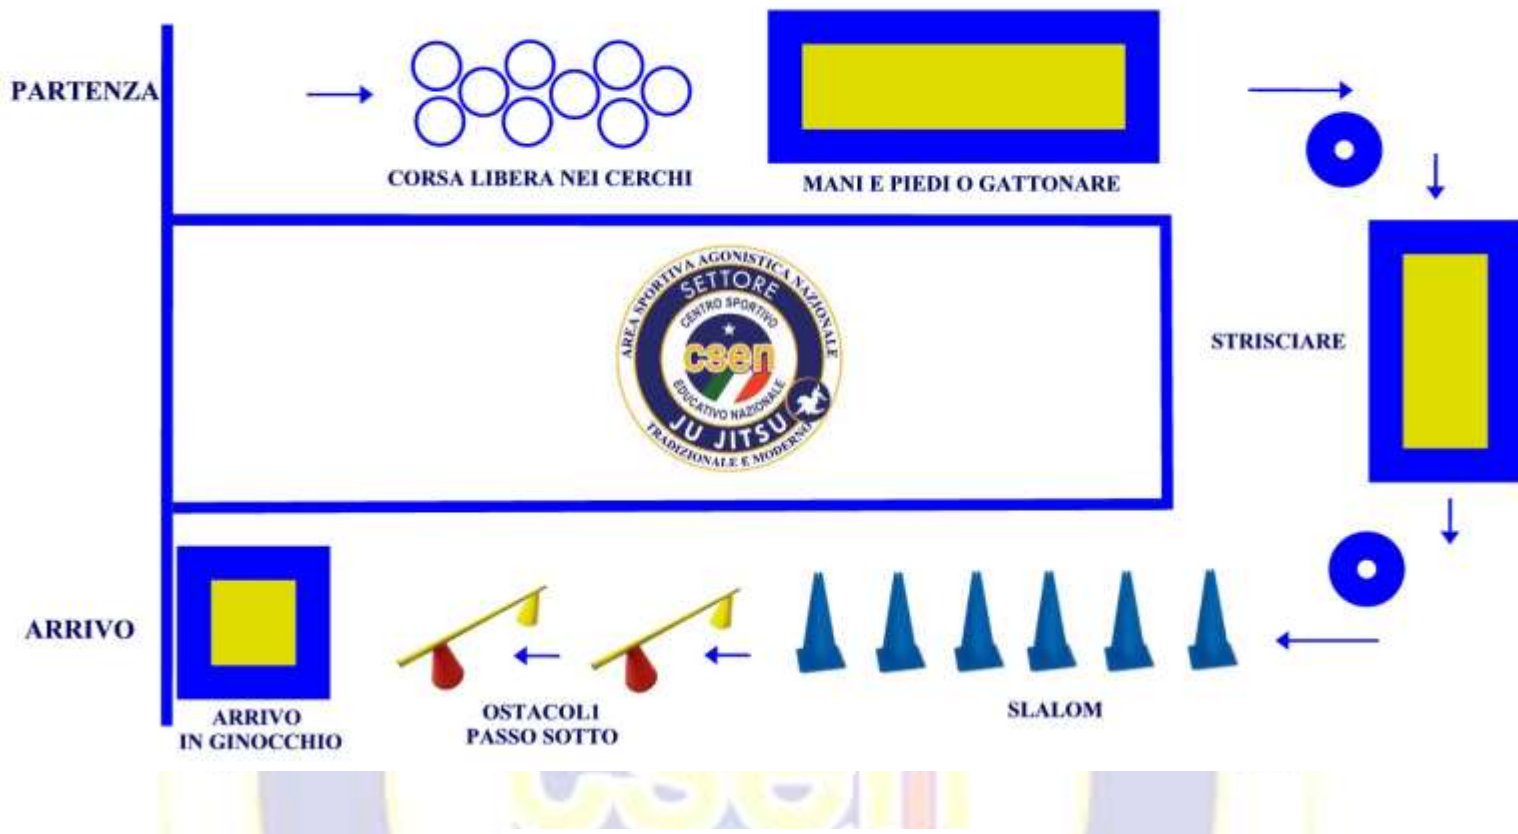 PARTENZA
CORSA LIBERA NEI CERCHI
MANI E PIEDI O GATTONARE
AREA SPORTIVA AGONISTICA NAZIONALE
SETTORE
CENTRO SPORTIVO
csen
EDUCATIVO NAZIONALE
JU JITSU
TRADIZIONALE E MODERNO
STRISCIARE
ARRIVO
ARRIVO
IN GINOCCHIO
OSTACOLI
PASSO SOTTO
SLALOM
csen